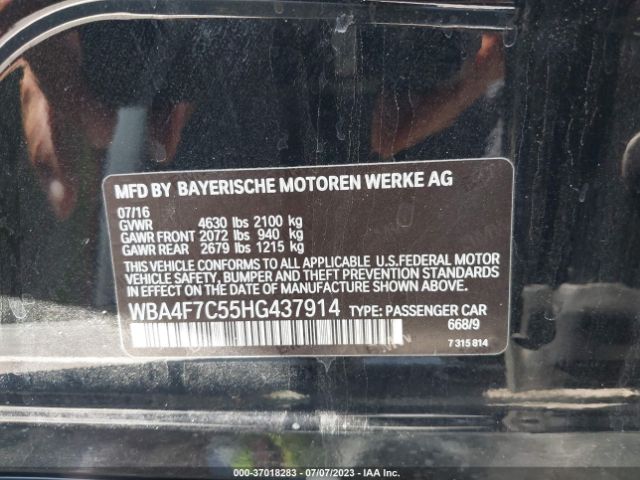 MFD BY BAYERISCHE MOTOREN WERKE AG
07/16
GVWR 4630 lbs 2100 kg
GAWR FRONT 2072 lbs 940 kg
GAWR REAR 2679 lbs 1215 kg
THIS VEHICLE CONFORMS TO ALL APPLICABLE U.S.FEDERAL MOTOR
VEHICLE SAFETY, BUMPER AND THEFT PREVENTION STANDARDS
IN EFFECT ON THE DATE OF MANUFACTURE SHOWN ABOVE.
WBA4F7C55HG437914 TYPE: PASSENGER CAR
668/9
7 315 814
000-37018283 - 07/07/2023 - IAA Inc.